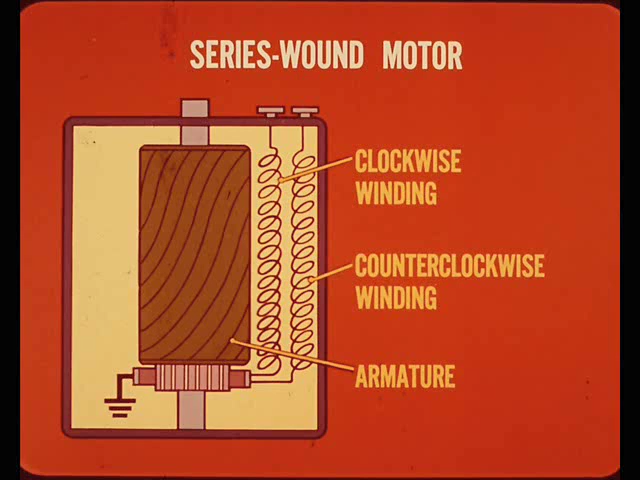 SERIES-WOUND MOTOR
CLOCKWISE
WINDING
COUNTERCLOCKWISE
WINDING
ARMATURE